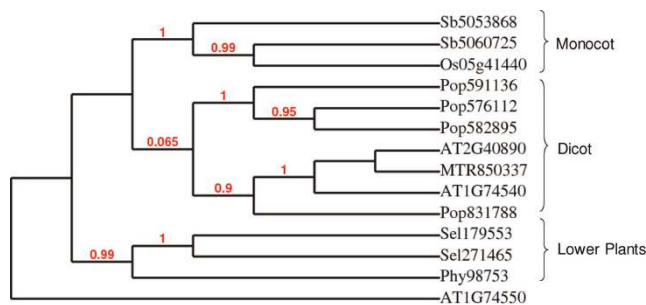 1 Sb5053868
0.99 Sb5060725 Monocot
Os05g41440
1 Pop591136
0.95 Pop576112
Pop582895
0.065 AT2G40890 Dicot
1 MTR850337
0.9 AT1G74540
Pop831788
1 Sel179553
0.99 Sel271465 Lower Plants
Phy98753
AT1G74550